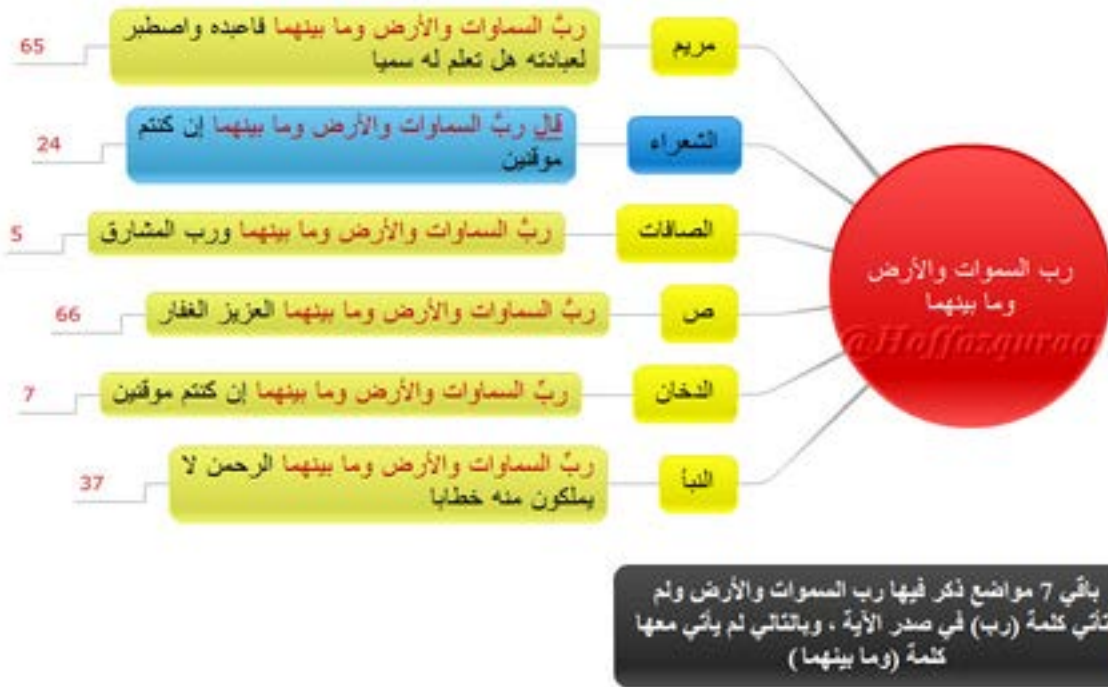 رب السموات والأرض
وما بينهما
@Hoffazquraan
مريم
ربُّ السماوات والأرض وما بينهما فاعبده واصطبر
لعبادته هل تعلم له سميا
65
الشعراء
قال ربُّ السماوات والأرض وما بينهما إن كنتم
موقنين
24
الصافات
ربُّ السماوات والأرض وما بينهما ورب المشارق
5
ص
ربُّ السماوات والأرض وما بينهما العزيز الغفار
66
الدخان
ربِّ السماوات والأرض وما بينهما إن كنتم موقنين
7
النبأ
ربِّ السماوات والأرض وما بينهما الرحمن لا
يملكون منه خطابا
37
باقي 7 مواضع ذكر فيها رب السموات والأرض ولم
تأتي كلمة (رب) في صدر الآية ، وبالتالي لم يأتي معها
كلمة (وما بينهما)